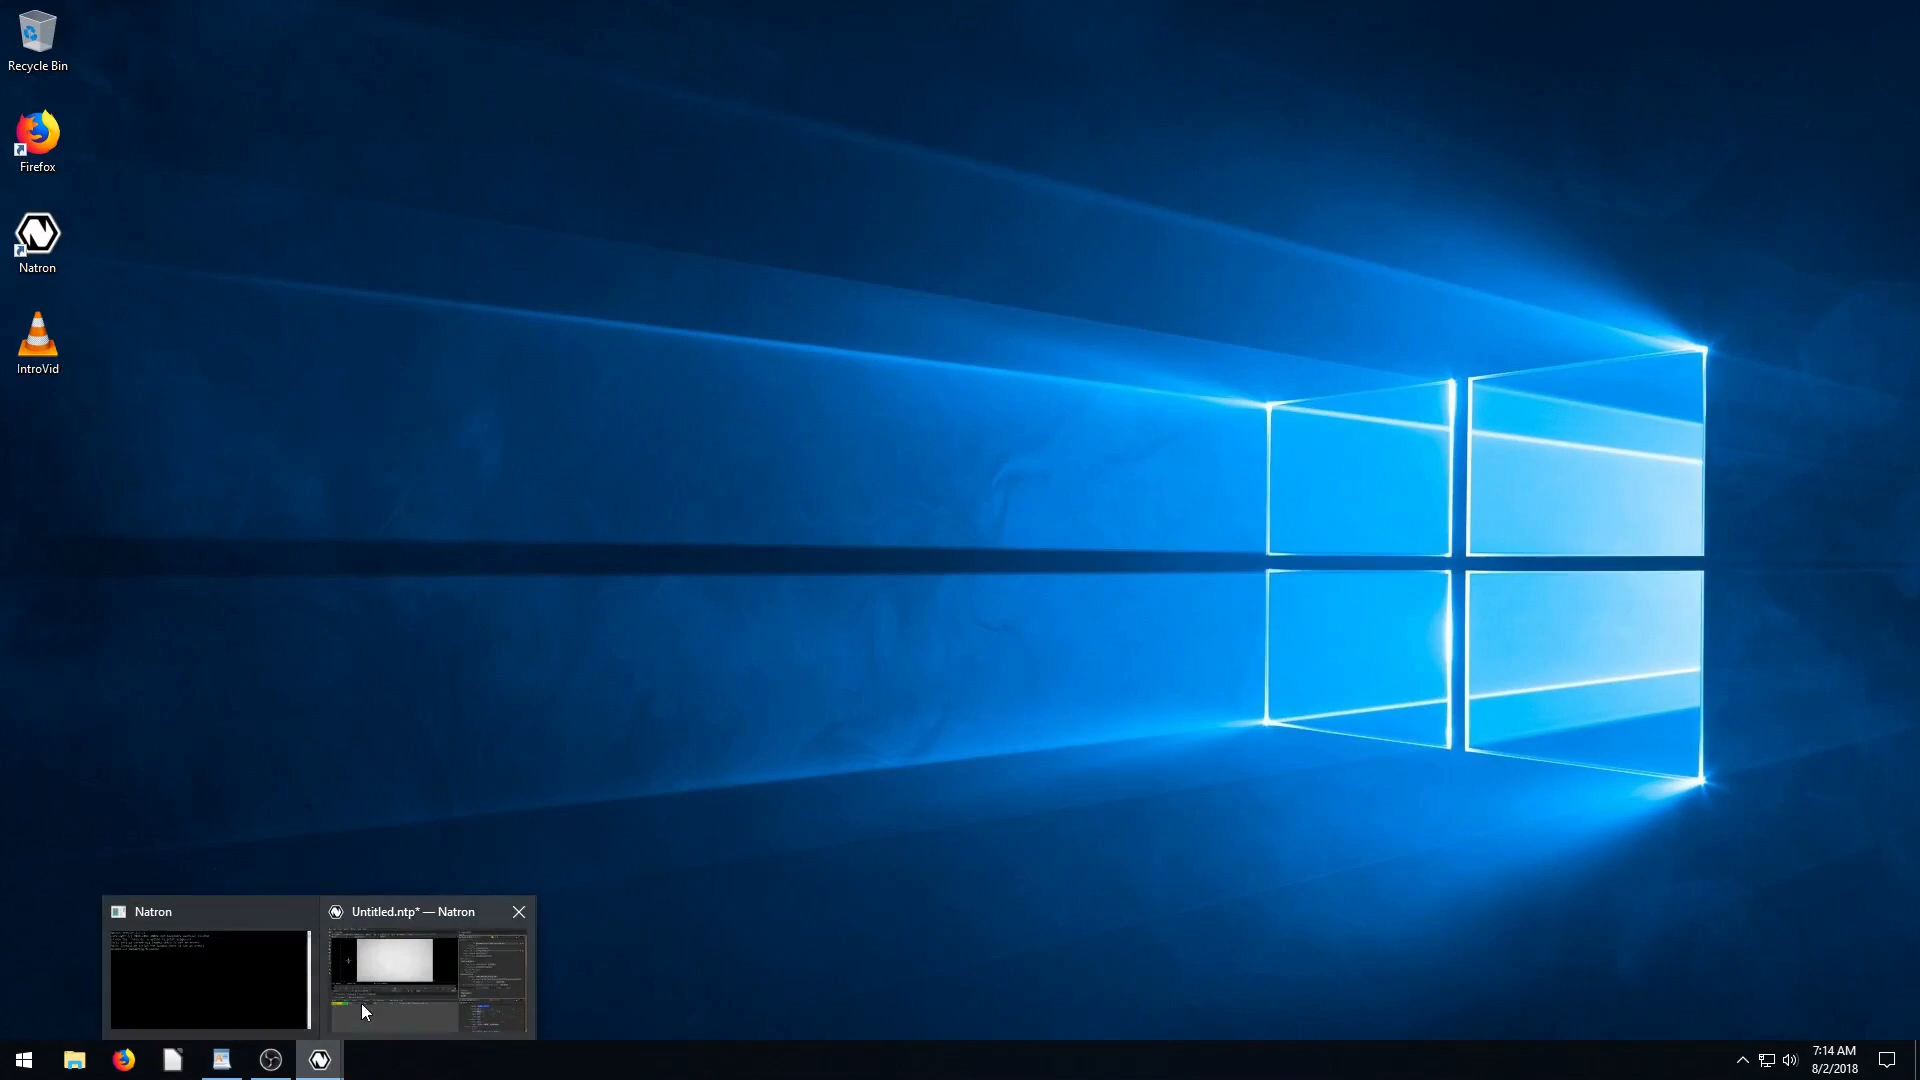 Recycle Bin
Firefox
Natron
IntroVid
Natron
Untitled.ntp* — Natron
7:14 AM
8/2/2018